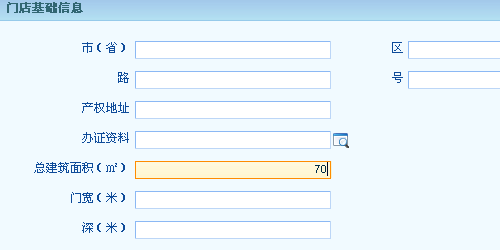 门店基础信息
市（省） 区
路 号
产权地址
办证资料
总建筑面积（㎡） 70
门宽（米）
深（米）